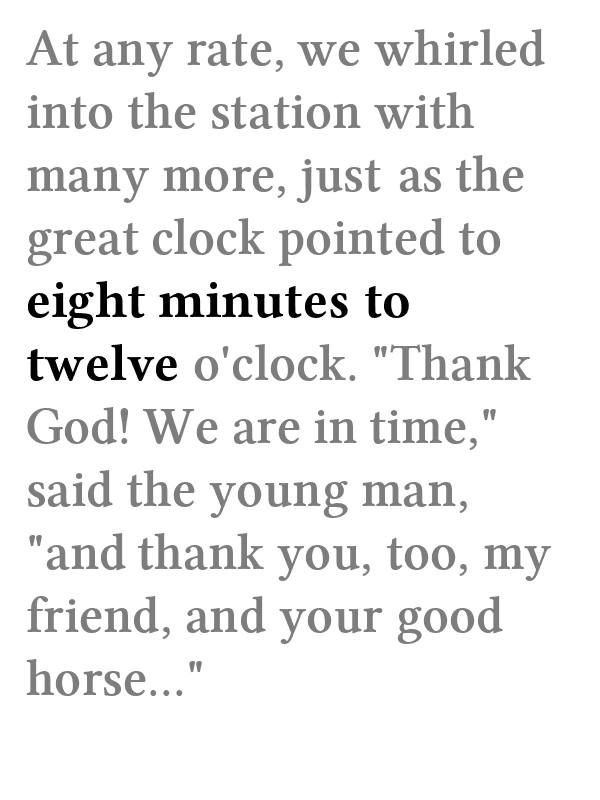 At any rate, we whirled
into the station with
many more, just as the
great clock pointed to
eight minutes to
twelve o'clock. "Thank
God! We are in time,"
said the young man,
"and thank you, too, my
friend, and your good
horse..."